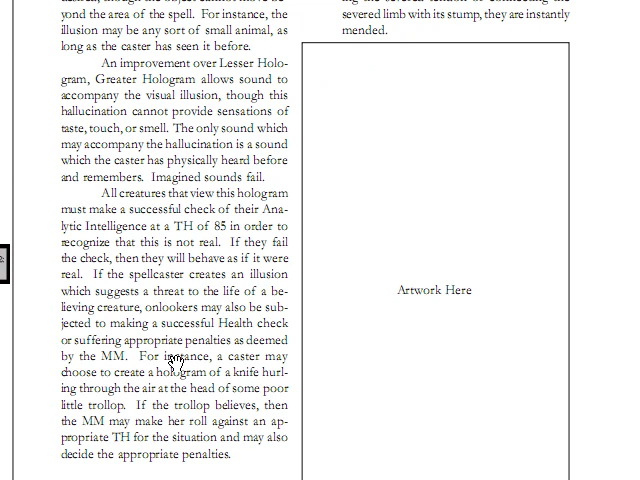 yond the area of the spell. For instance, the
illusion may be any sort of small animal, as
long as the caster has seen it before.
An improvement over Lesser Holo-
gram, Greater Hologram allows sound to
accompany the visual illusion, though this
hallucination cannot provide sensations of
taste, touch, or smell. The only sound which
may accompany the hallucination is a sound
which the caster has physically heard before
and remembers. Imagined sounds fail.
All creatures that view this hologram
must make a successful check of their Ana-
lytic Intelligence at a TH of 85 in order to
recognize that this is not real. If they fail
the check, then they will behave as if it were
real. If the spellcaster creates an illusion
which suggests a threat to the life of a be-
lieving creature, onlookers may also be sub-
jected to making a successful Health check
or suffering appropriate penalties as deemed
by the MM. For instance, a caster may
choose to create a hologram of a knife hurl-
ing through the air at the head of some poor
little trollop. If the trollop believes, then
the MM may make her roll against an ap-
propriate TH for the situation and may also
decide the appropriate penalties.
severed limb with its stump, they are instantly
mended.
Artwork Here